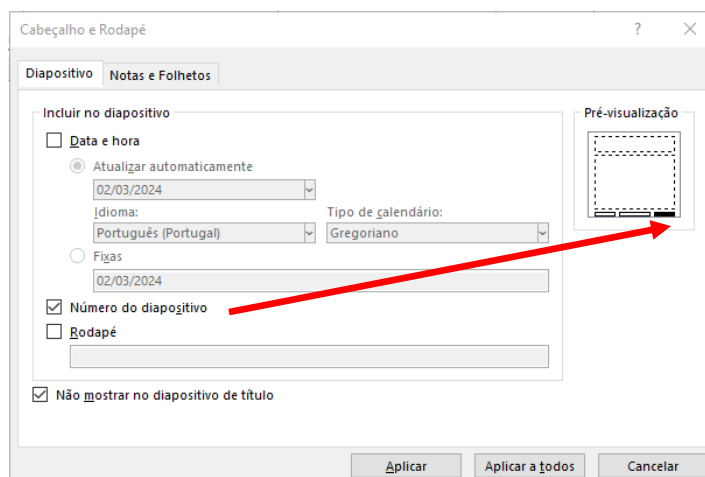 Cabeçalho e Rodapé ?
Diapositivo Notas e Folhetos
Incluir no diapositivo
Pré-visualização
Data e hora
Atualizar automaticamente
02/03/2024
Idioma: Tipo de calendário:
Português (Portugal) Gregoriano
Fixas
02/03/2024
Número do diapositivo
Rodapé
Não mostrar no diapositivo de título
Aplicar Aplicar a todos Cancelar